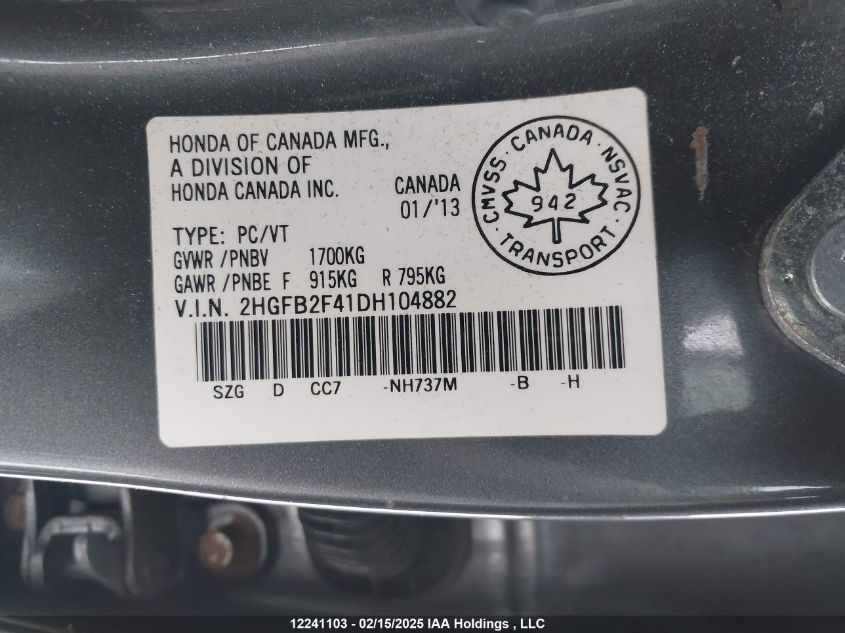 HONDA OF CANADA MFG.,
A DIVISION OF
HONDA CANADA INC.
CANADA
01/'13
TYPE: PC/VT
GVWR /PNBV 1700KG
GAWR /PNBE F 915KG R 795KG
V.I.N. 2HGFB2F41DH104882
SZG D CC7 -NH737M -B -H
CMVSS · CANADA · NSVAC
942
· TRANSPORT ·
12241103 - 02/15/2025 IAA Holdings , LLC